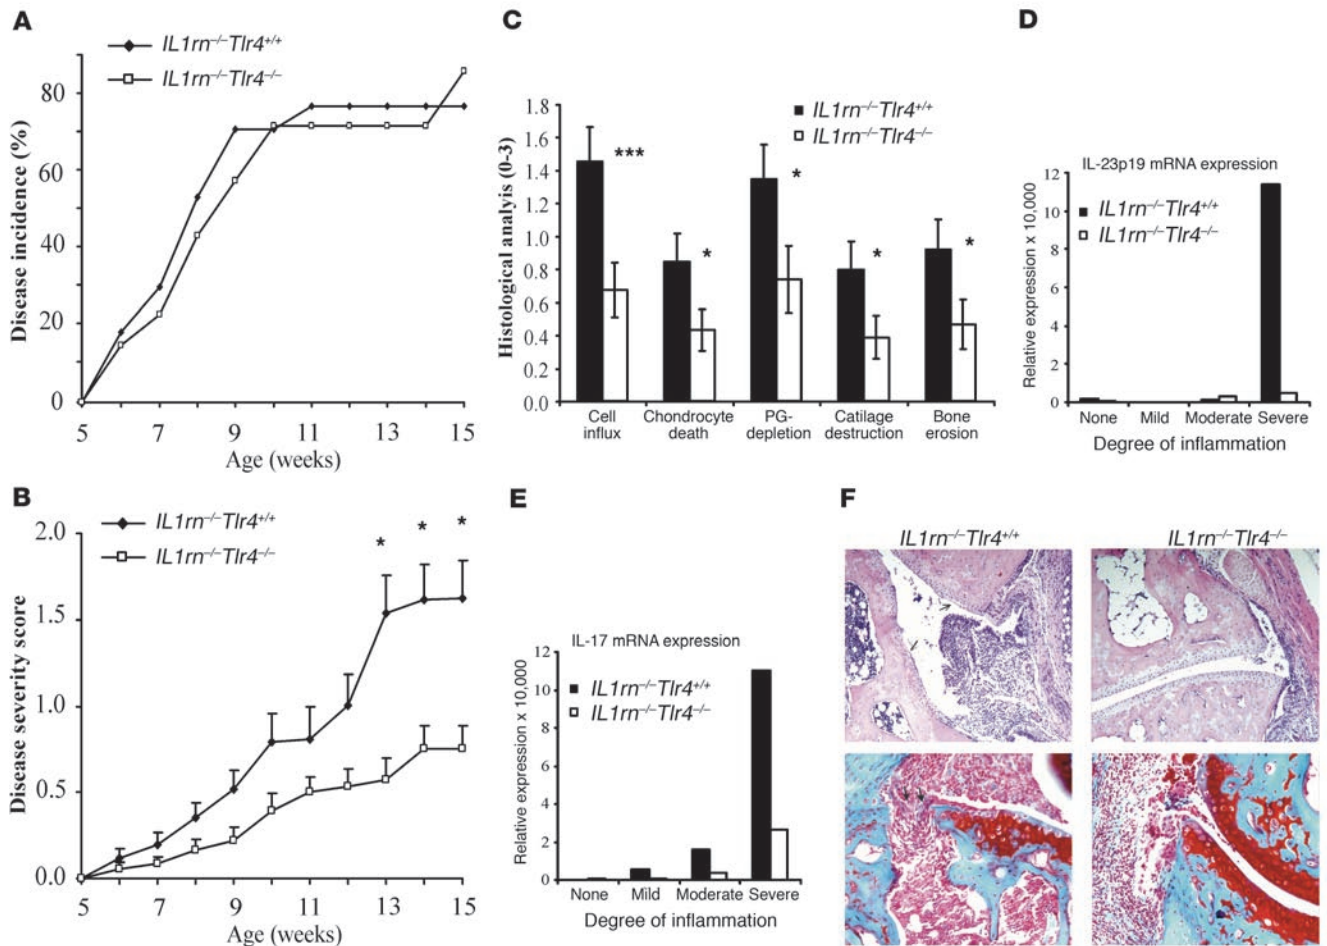 A
IL1rn–/–Tlr4+/+
IL1rn–/–Tlr4–/–
80
60
40
20
0
Disease incidence (%)
5 7 9 11 13 15
Age (weeks)
B
IL1rn–/–Tlr4+/+
IL1rn–/–Tlr4–/–
* * *
2.0
1.5
1.0
0.5
0.0
Disease severity score
5 7 9 11 13 15
Age (weeks)
C
IL1rn–/–Tlr4+/+
IL1rn–/–Tlr4–/–
1.8
1.6
1.4
1.2
1.0
0.8
0.6
0.4
0.2
0.0
Histological analyis (0-3)
*** * * * *
Cell
influx
Chondrocyte
death
PG-
depletion
Catilage
destruction
Bone
erosion
D
IL-23p19 mRNA expression
IL1rn–/–Tlr4+/+
IL1rn–/–Tlr4–/–
12
10
8
6
4
2
0
Relative expression x 10,000
None Mild Moderate Severe
Degree of inflammation
E
IL-17 mRNA expression
IL1rn–/–Tlr4+/+
IL1rn–/–Tlr4–/–
12
10
8
6
4
2
0
Relative expression x 10,000
None Mild Moderate Severe
Degree of inflammation
F
IL1rn–/–Tlr4+/+
IL1rn–/–Tlr4–/–